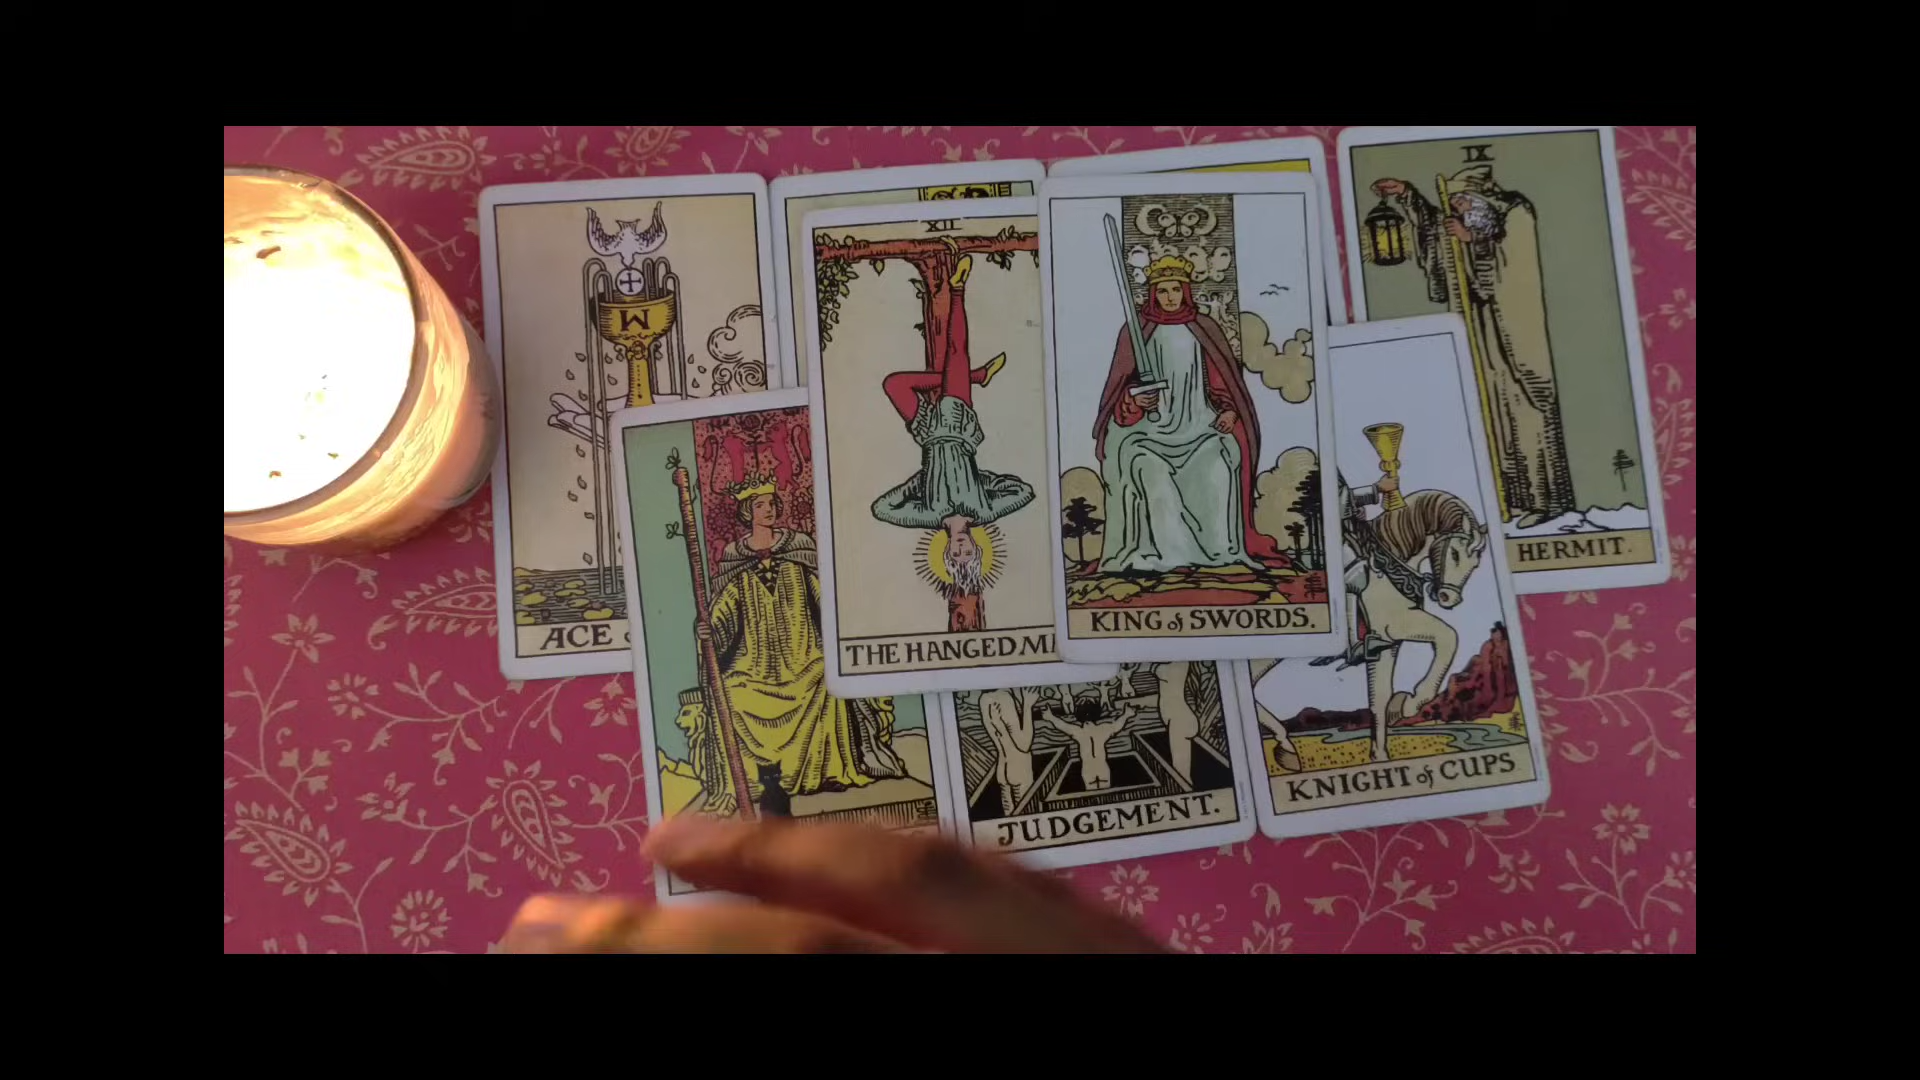 IX
XII
ACE
THE HANGED M
KING of SWORDS.
HERMIT.
JUDGEMENT.
KNIGHT of CUPS